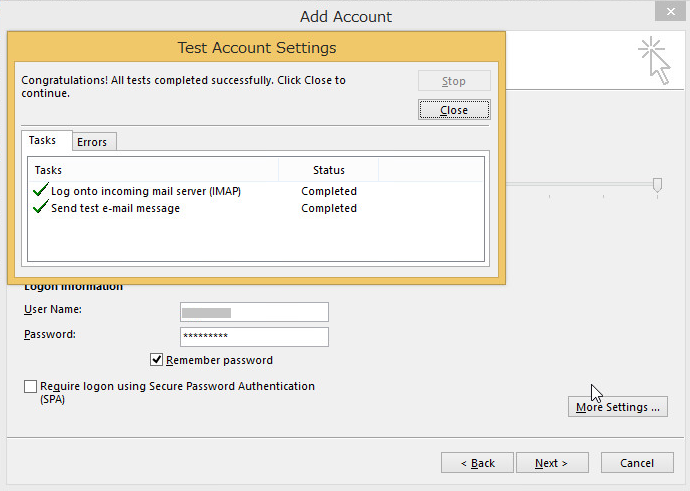 Add Account
Test Account Settings
Congratulations! All tests completed successfully. Click Close to
continue.
Stop
Close
Tasks
Errors
Tasks Status
Log onto incoming mail server (IMAP) Completed
Send test e-mail message Completed
Logon Information
User Name:
Password: *********
Remember password
Require logon using Secure Password Authentication
(SPA)
More Settings ...
< Back
Next >
Cancel